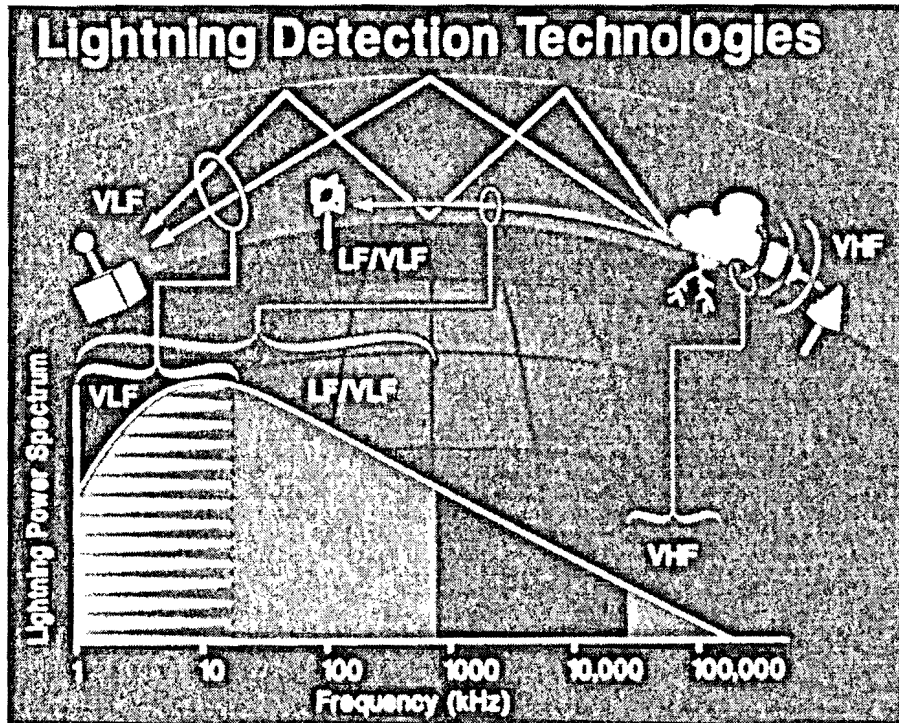 Lightning Detection Technologies
VLF
LF/VLF
VHF
VLF
LF/VLF
VHF
Lightning Power Spectrum
1 10 100 1000 10,000 100,000
Frequency (kHz)